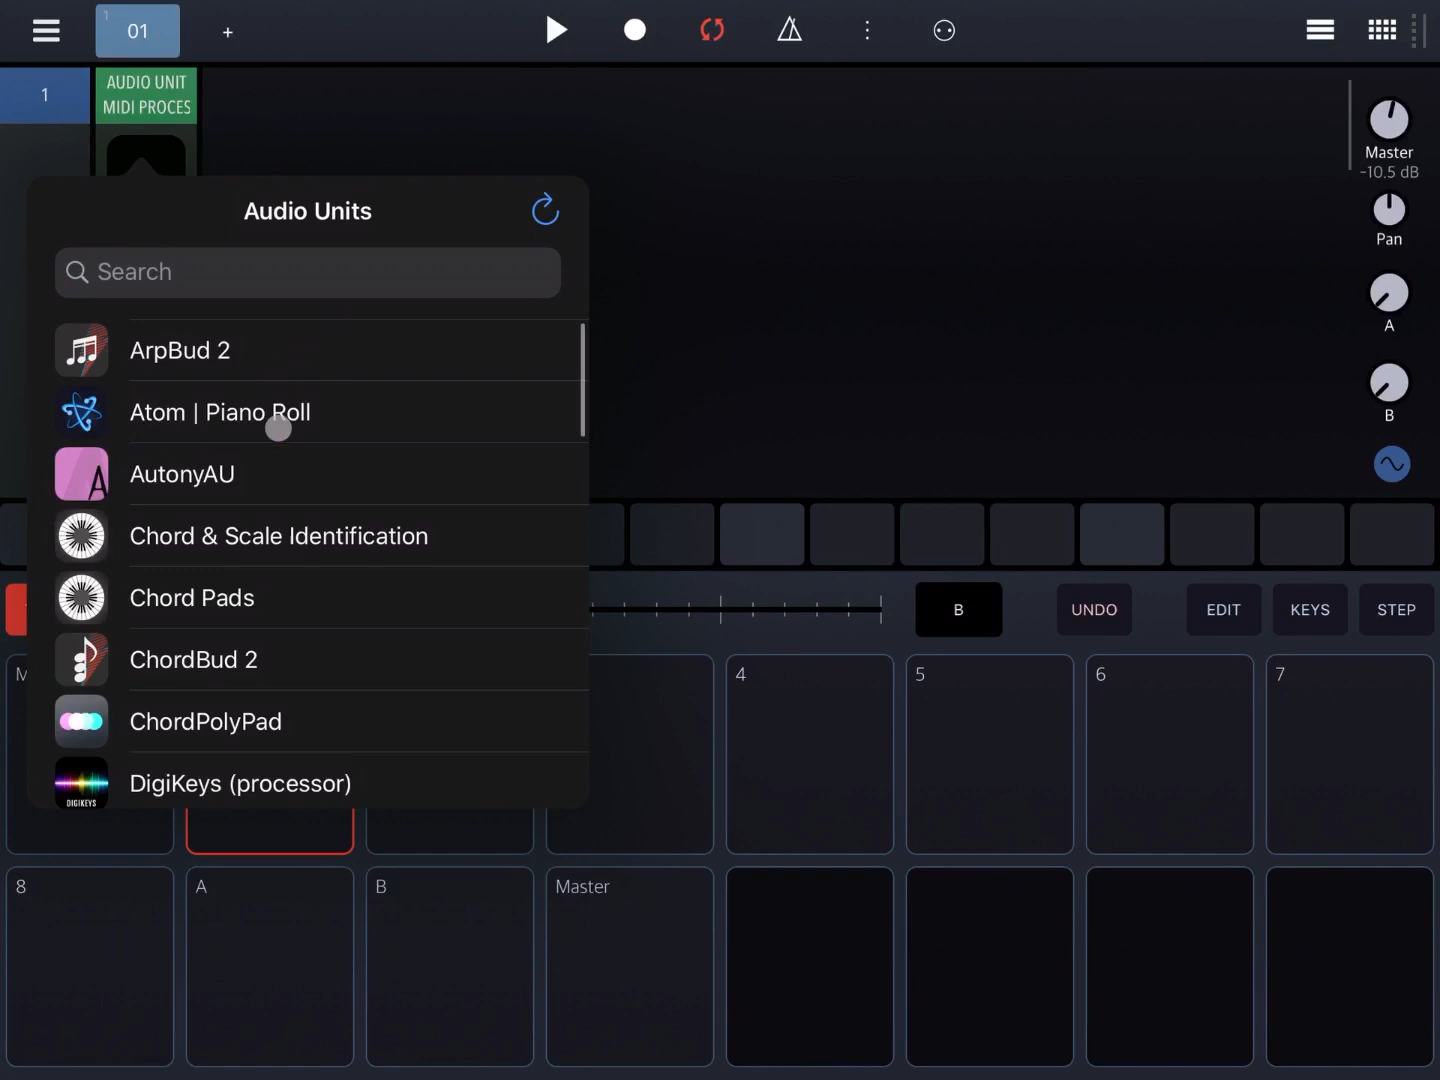 1
01
+
1
AUDIO UNIT
MIDI PROCES
Master
-10.5 dB
Pan
A
B
Audio Units
Search
ArpBud 2
Atom | Piano Roll
AutonyAU
Chord & Scale Identification
Chord Pads
ChordBud 2
ChordPolyPad
DIGIKEYS
DigiKeys (processor)
B
UNDO
EDIT
KEYS
STEP
M
4
5
6
7
8
A
B
Master